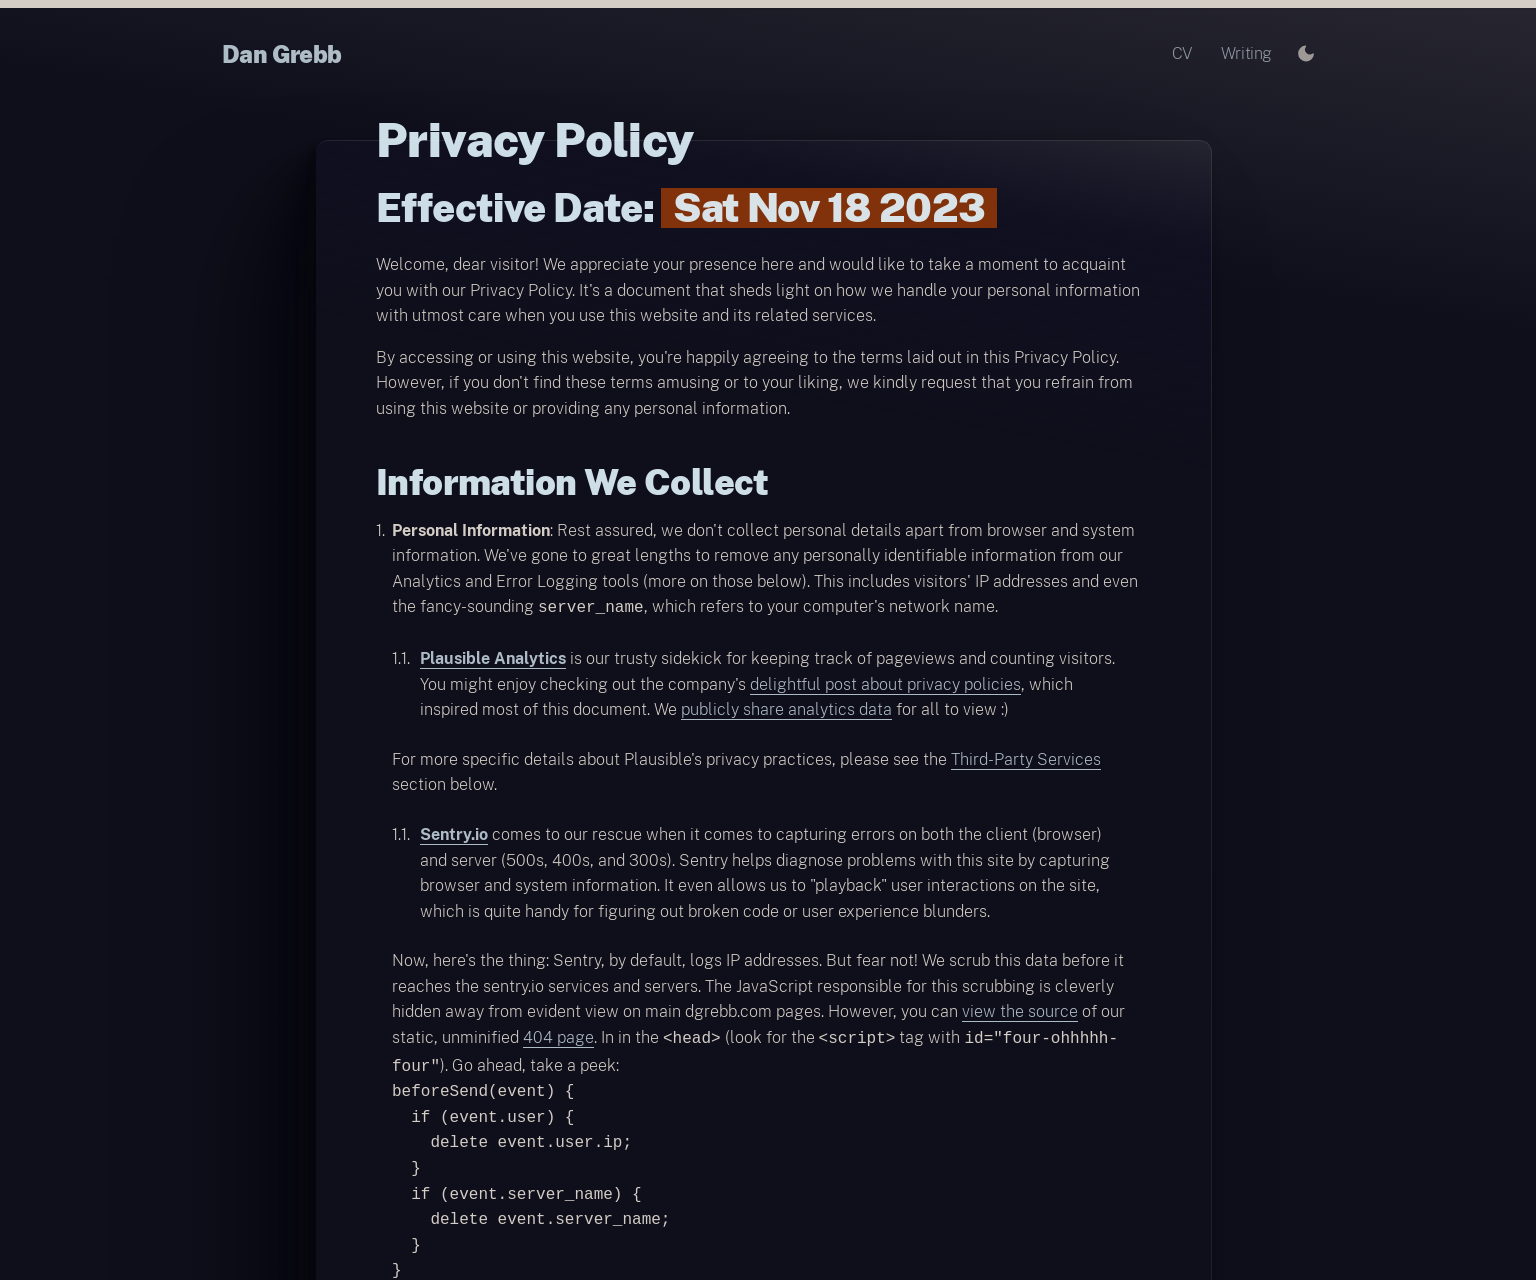 Dan Grebb
CV Writing
Privacy Policy
Effective Date: Sat Nov 18 2023
Welcome, dear visitor! We appreciate your presence here and would like to take a moment to acquaint
you with our Privacy Policy. It's a document that sheds light on how we handle your personal information
with utmost care when you use this website and its related services.
By accessing or using this website, you're happily agreeing to the terms laid out in this Privacy Policy.
However, if you don't find these terms amusing or to your liking, we kindly request that you refrain from
using this website or providing any personal information.
Information We Collect
1. Personal Information: Rest assured, we don't collect personal details apart from browser and system
information. We've gone to great lengths to remove any personally identifiable information from our
Analytics and Error Logging tools (more on those below). This includes visitors' IP addresses and even
the fancy-sounding server_name, which refers to your computer's network name.
1.1. Plausible Analytics is our trusty sidekick for keeping track of pageviews and counting visitors.
You might enjoy checking out the company's delightful post about privacy policies, which
inspired most of this document. We publicly share analytics data for all to view :)
For more specific details about Plausible's privacy practices, please see the Third-Party Services
section below.
1.1. Sentry.io comes to our rescue when it comes to capturing errors on both the client (browser)
and server (500s, 400s, and 300s). Sentry helps diagnose problems with this site by capturing
browser and system information. It even allows us to "playback" user interactions on the site,
which is quite handy for figuring out broken code or user experience blunders.
Now, here's the thing: Sentry, by default, logs IP addresses. But fear not! We scrub this data before it
reaches the sentry.io services and servers. The JavaScript responsible for this scrubbing is cleverly
hidden away from evident view on main dgrebb.com pages. However, you can view the source of our
static, unminified 404 page. In in the <head> (look for the <script> tag with id="four-ohhhhh-
four"). Go ahead, take a peek:
beforeSend(event) {
  if (event.user) {
    delete event.user.ip;
  }
  if (event.server_name) {
    delete event.server_name;
  }
}